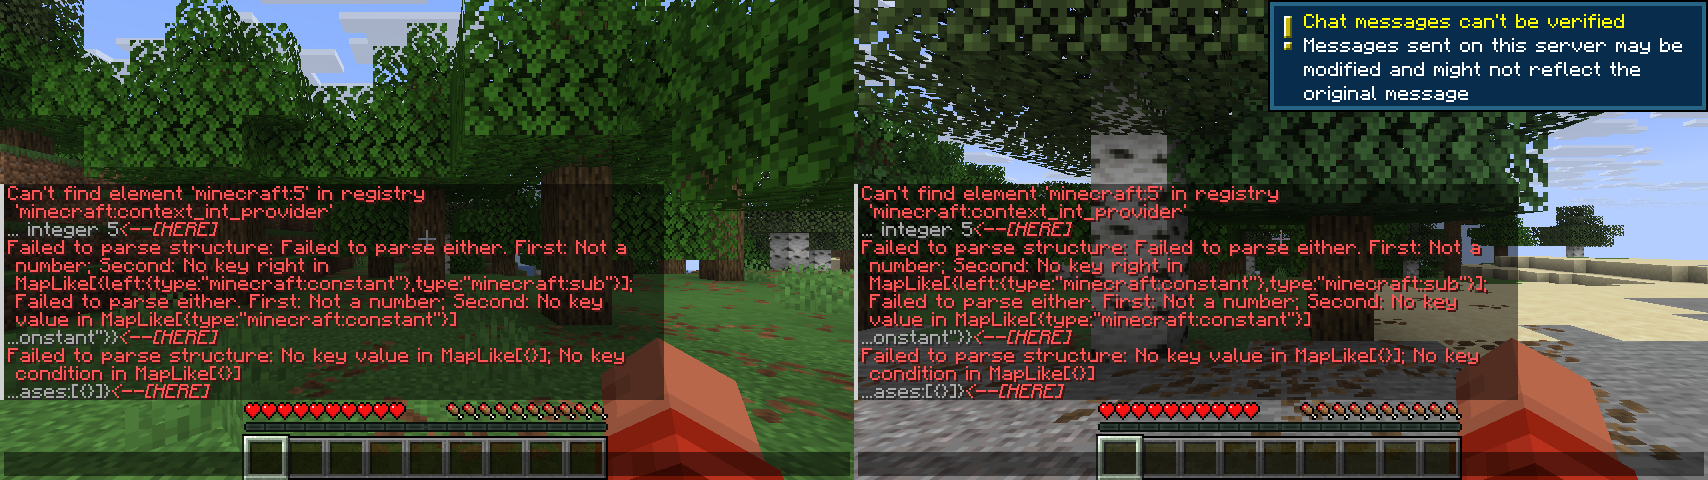 Can't find element 'minecraft:5' in registry
'minecraft:context_int_provider'
... integer 5<--[HERE]
Failed to parse structure: Failed to parse either. First: Not a
number; Second: No key right in
MapLike[{left:{type:"minecraft:constant"},type:"minecraft:sub"}];
Failed to parse either. First: Not a number; Second: No key
value in MapLike[{type:"minecraft:constant"}]
...onstant"}}<--[HERE]
Failed to parse structure: No key value in MapLike[{}]; No key
condition in MapLike[{}]
...ases:[{}]}<--[HERE]
Chat messages can't be verified
Messages sent on this server may be
modified and might not reflect the
original message
Can't find element 'minecraft:5' in registry
'minecraft:context_int_provider'
... integer 5<--[HERE]
Failed to parse structure: Failed to parse either. First: Not a
number; Second: No key right in
MapLike[{left:{type:"minecraft:constant"},type:"minecraft:sub"}];
Failed to parse either. First: Not a number; Second: No key
value in MapLike[{type:"minecraft:constant"}]
...onstant"}}<--[HERE]
Failed to parse structure: No key value in MapLike[{}]; No key
condition in MapLike[{}]
...ases:[{}]}<--[HERE]